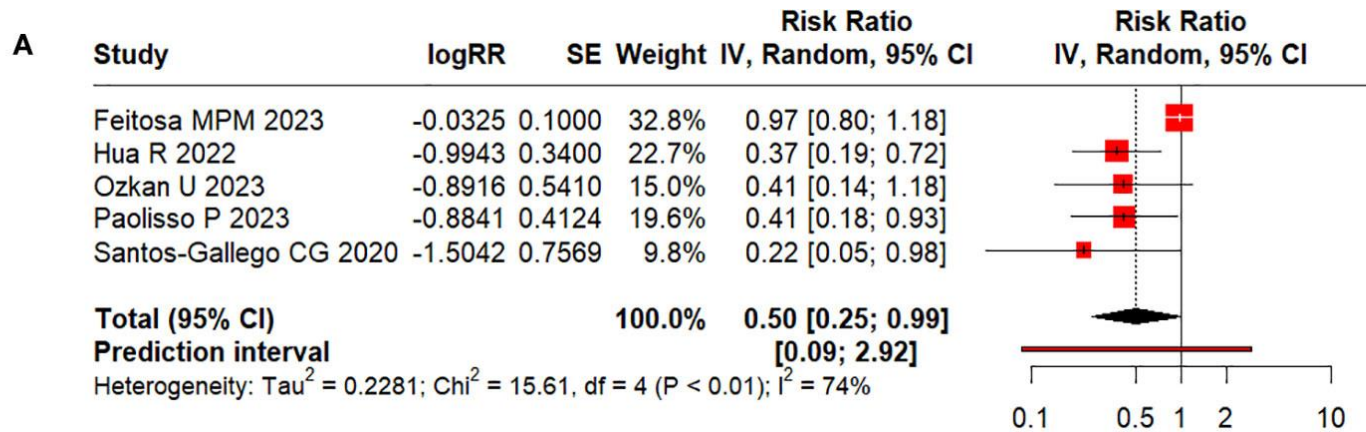 A
Risk Ratio Risk Ratio
Study logRR SE Weight IV, Random, 95% CI IV, Random, 95% CI
Feitosa MPM 2023 -0.0325 0.1000 32.8% 0.97 [0.80; 1.18]
Hua R 2022 -0.9943 0.3400 22.7% 0.37 [0.19; 0.72]
Ozkan U 2023 -0.8916 0.5410 15.0% 0.41 [0.14; 1.18]
Paolisso P 2023 -0.8841 0.4124 19.6% 0.41 [0.18; 0.93]
Santos-Gallego CG 2020 -1.5042 0.7569 9.8% 0.22 [0.05; 0.98]
Total (95% CI) 100.0% 0.50 [0.25; 0.99]
Prediction interval [0.09; 2.92]
Heterogeneity: Tau² = 0.2281; Chi² = 15.61, df = 4 (P < 0.01); I² = 74%
0.1 0.5 1 2 10